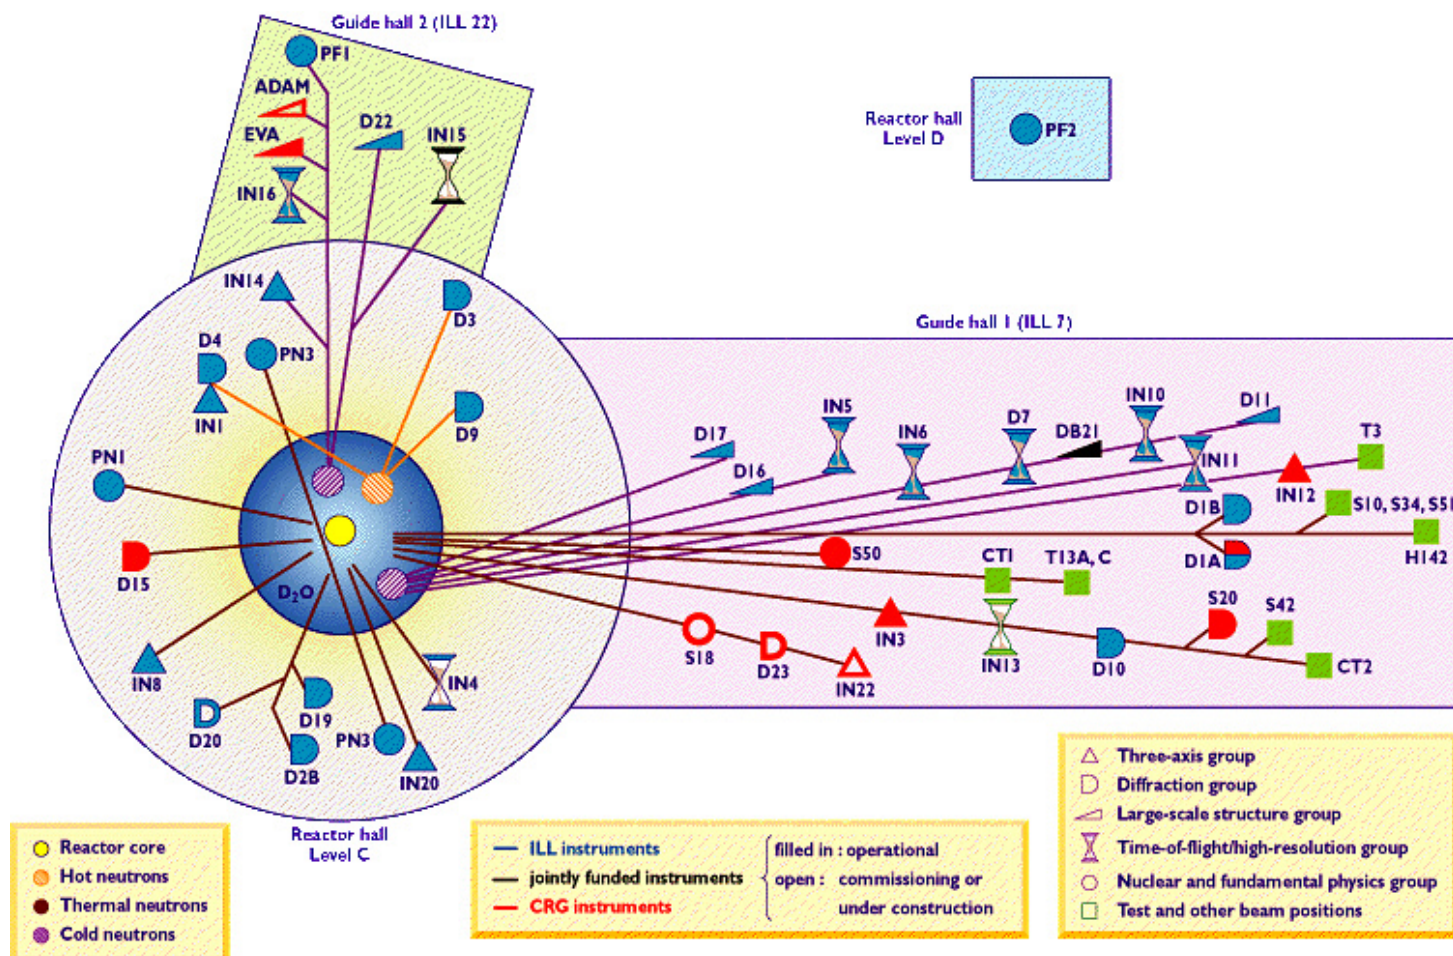 Guide hall 2 (ILL 22)
PF1
ADAM
EVA
D22
IN15
IN16
Reactor hall
Level D
PF2
IN14
D3
D4
PN3
IN1
D9
PN1
D15
D2O
IN8
D20
D19
D2B
PN3
IN20
IN4
Reactor hall
Level C
Guide hall 1 (ILL 7)
D17
D16
IN5
IN6
D7
DB21
IN10
D11
IN11
T3
IN12
D1B
S10, S34, S51
D1A
H142
S50
CT1
T13A, C
S18
D23
IN22
IN3
IN13
D10
S20
S42
CT2
Reactor core
Hot neutrons
Thermal neutrons
Cold neutrons
ILL instruments
jointly funded instruments
CRG instruments
filled in : operational
open : commissioning or
under construction
Three-axis group
Diffraction group
Large-scale structure group
Time-of-flight/high-resolution group
Nuclear and fundamental physics group
Test and other beam positions